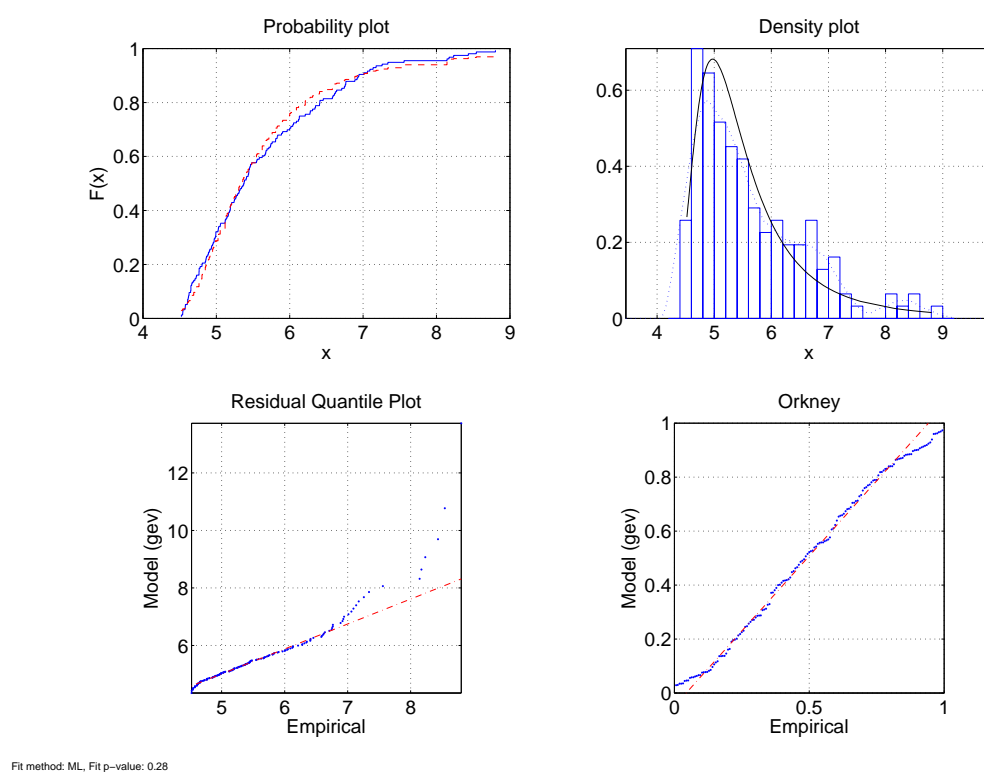 Probability plot
F(x)
1
0.8
0.6
0.4
0.2
0
4 5 6 7 8 9
x
Density plot
0.6
0.4
0.2
0
4 5 6 7 8 9
x
Residual Quantile Plot
Model (gev)
12
10
8
6
5 6 7 8
Empirical
Orkney
Model (gev)
1
0.8
0.6
0.4
0.2
0
0 0.5 1
Empirical
Fit method: ML, Fit p−value: 0.28